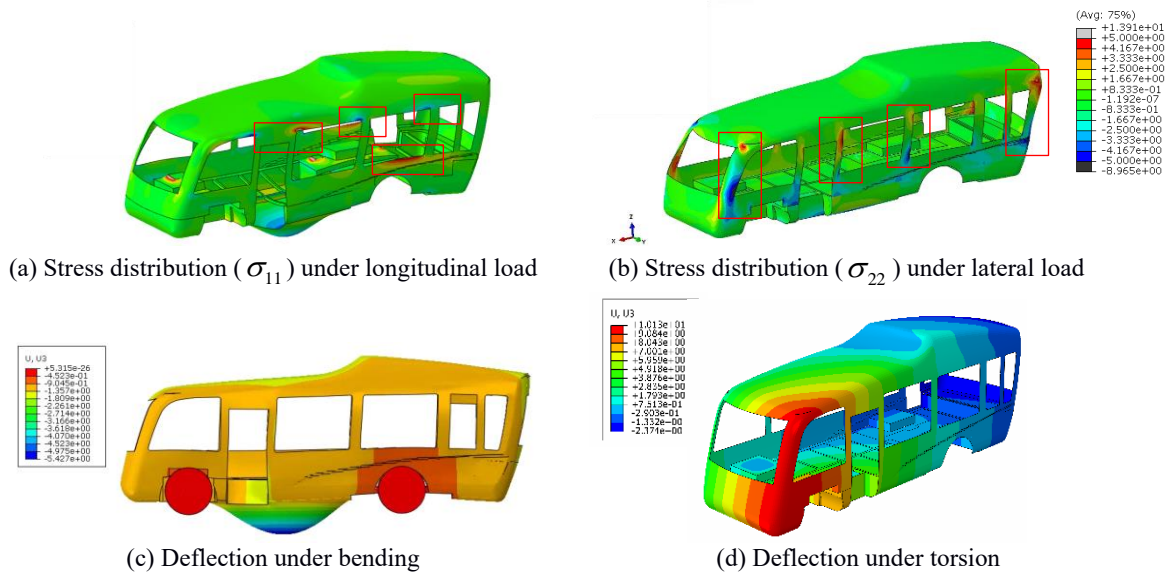 (Avg: 75%)
+1.391e+01
+5.000e+00
+4.167e+00
+3.333e+00
+2.500e+00
+1.667e+00
+8.333e-01
-1.192e-07
-8.333e-01
-1.667e+00
-2.500e+00
-3.333e+00
-4.167e+00
-5.000e+00
-8.965e+00
Z
X
Y
(a) Stress distribution (σ11) under longitudinal load
(b) Stress distribution (σ22) under lateral load
U, U3
+5.315e-26
-4.523e-01
-9.045e-01
-1.357e+00
-1.809e+00
-2.261e+00
-2.714e+00
-3.166e+00
-3.618e+00
-4.070e+00
-4.523e+00
-4.975e+00
-5.427e+00
U, U3
+1.013e+01
+9.084e+00
+8.043e+00
+7.001e+00
+5.959e+00
+4.918e+00
+3.876e+00
+2.835e+00
+1.793e+00
+7.513e-01
-2.903e-01
-1.332e+00
-2.374e+00
(c) Deflection under bending
(d) Deflection under torsion